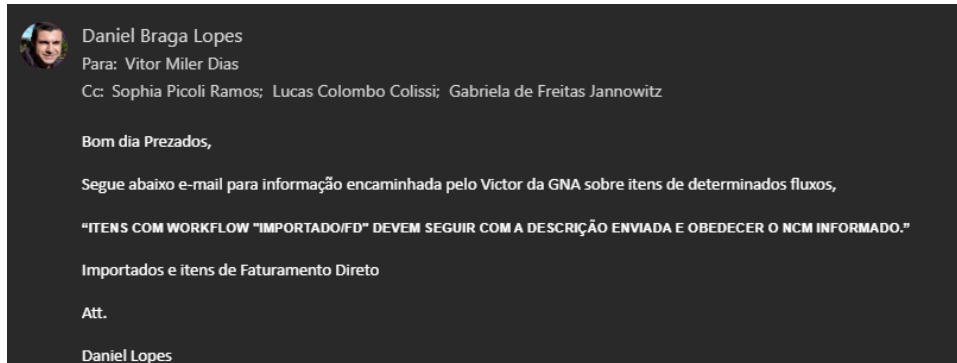 Daniel Braga Lopes
Para: Vitor Miler Dias
Cc: Sophia Picoli Ramos; Lucas Colombo Colissi; Gabriela de Freitas Jannowitz
Bom dia Prezados,
Segue abaixo e-mail para informação encaminhada pelo Victor da GNA sobre itens de determinados fluxos,
“ITENS COM WORKFLOW "IMPORTADO/FD" DEVEM SEGUIR COM A DESCRIÇÃO ENVIADA E OBEDECER O NCM INFORMADO.”
Importados e itens de Faturamento Direto
Att.
Daniel Lopes